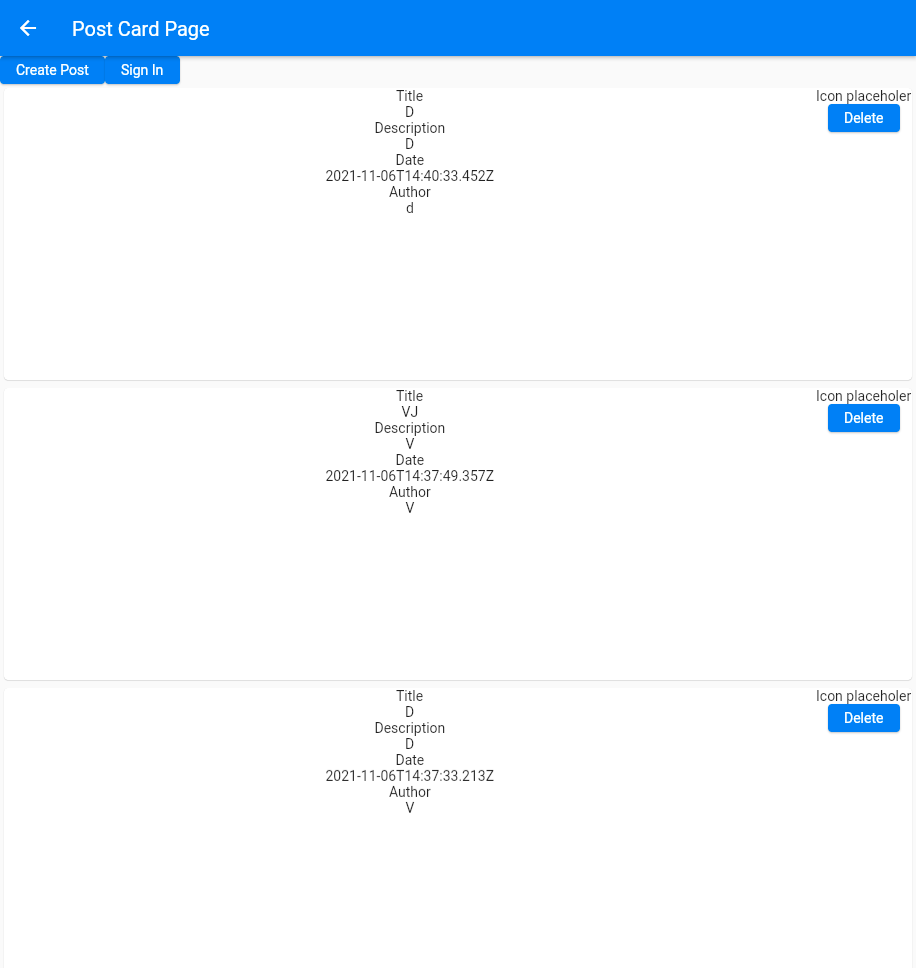 Post Card Page
Create Post Sign In
Title
D
Description
D
Date
2021-11-06T14:40:33.452Z
Author
d
Icon placeholer
Delete
Title
VJ
Description
V
Date
2021-11-06T14:37:49.357Z
Author
V
Icon placeholer
Delete
Title
D
Description
D
Date
2021-11-06T14:37:33.213Z
Author
V
Icon placeholer
Delete